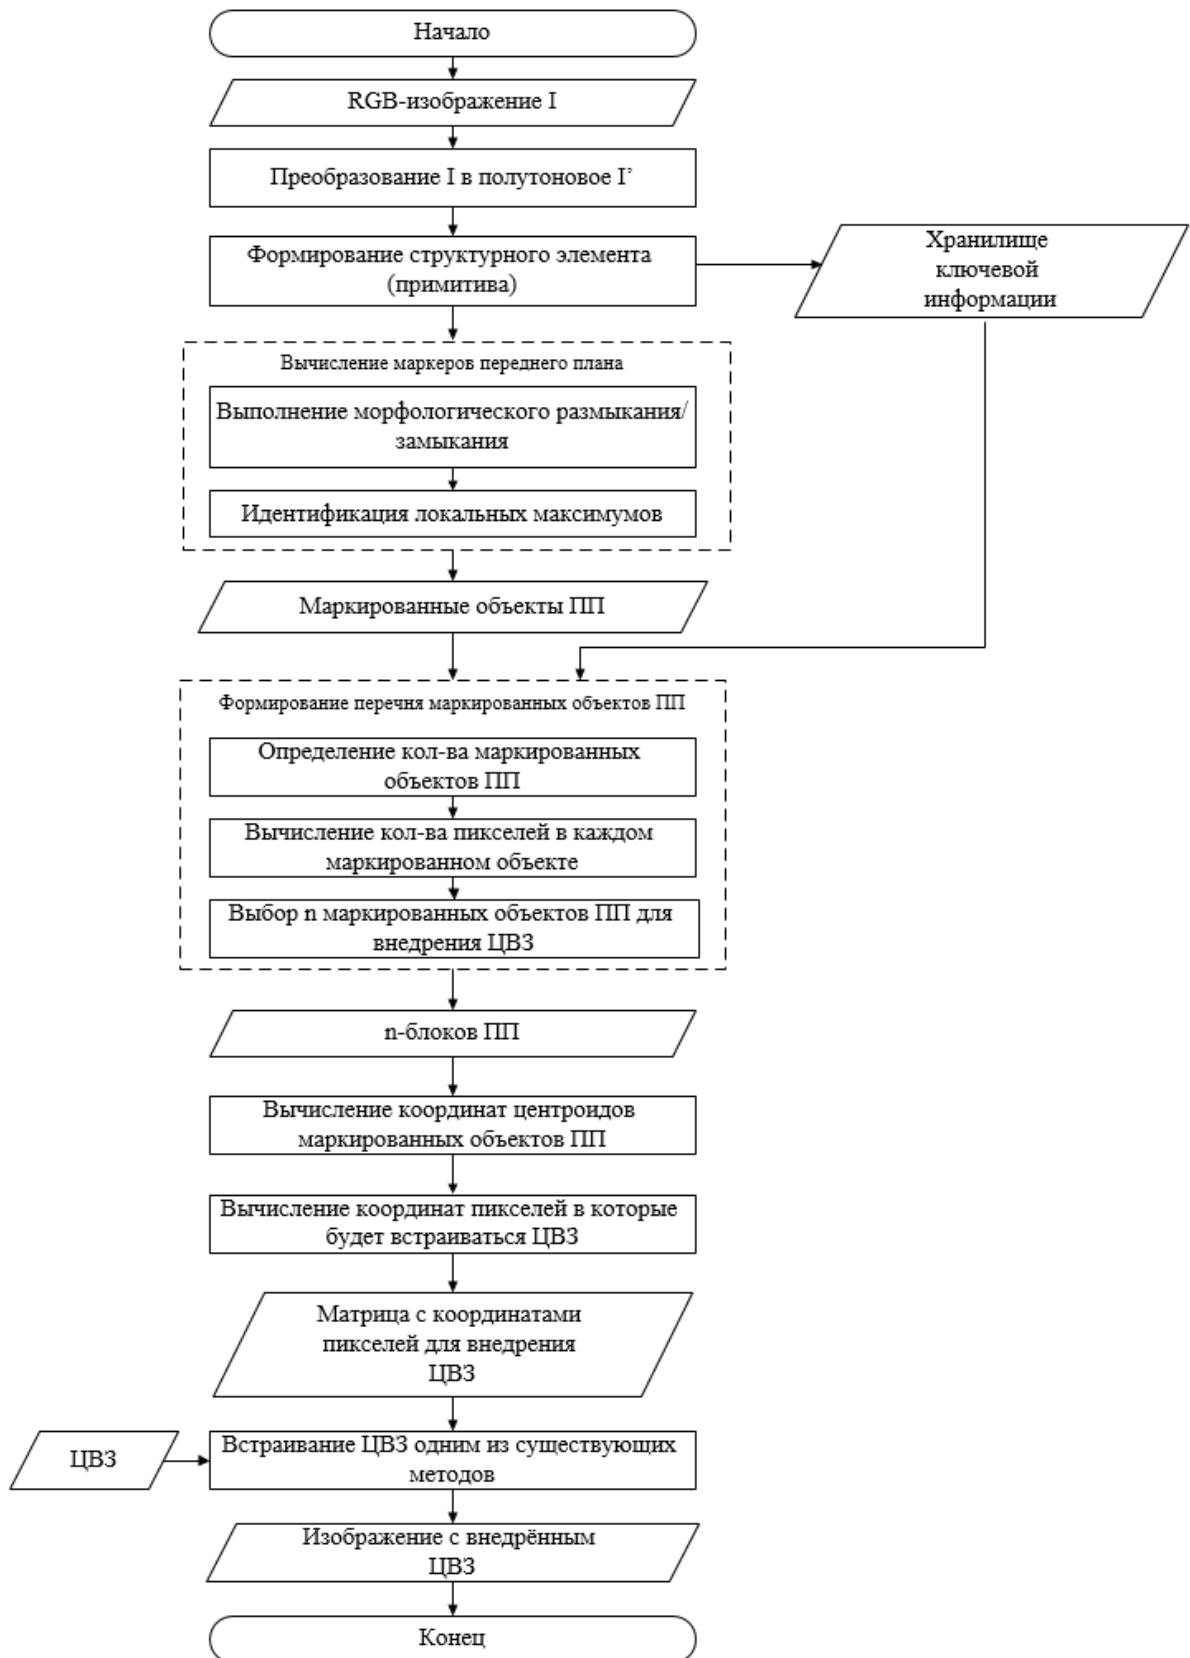 Начало
RGB-изображение I
Преобразование I в полутоновое I’
Формирование структурного элемента
(примитива)
Хранилище
ключевой
информации
Вычисление маркеров переднего плана
Выполнение морфологического размыкания/
замыкания
Идентификация локальных максимумов
Маркированные объекты ПП
Формирование перечня маркированных объектов ПП
Определение кол-ва маркированных
объектов ПП
Вычисление кол-ва пикселей в каждом
маркированном объекте
Выбор n маркированных объектов ПП для
внедрения ЦВЗ
n-блоков ПП
Вычисление координат центроидов
маркированных объектов ПП
Вычисление координат пикселей в которые
будет встраиваться ЦВЗ
Матрица с координатами
пикселей для внедрения
ЦВЗ
ЦВЗ
Встраивание ЦВЗ одним из существующих
методов
Изображение с внедрённым
ЦВЗ
Конец